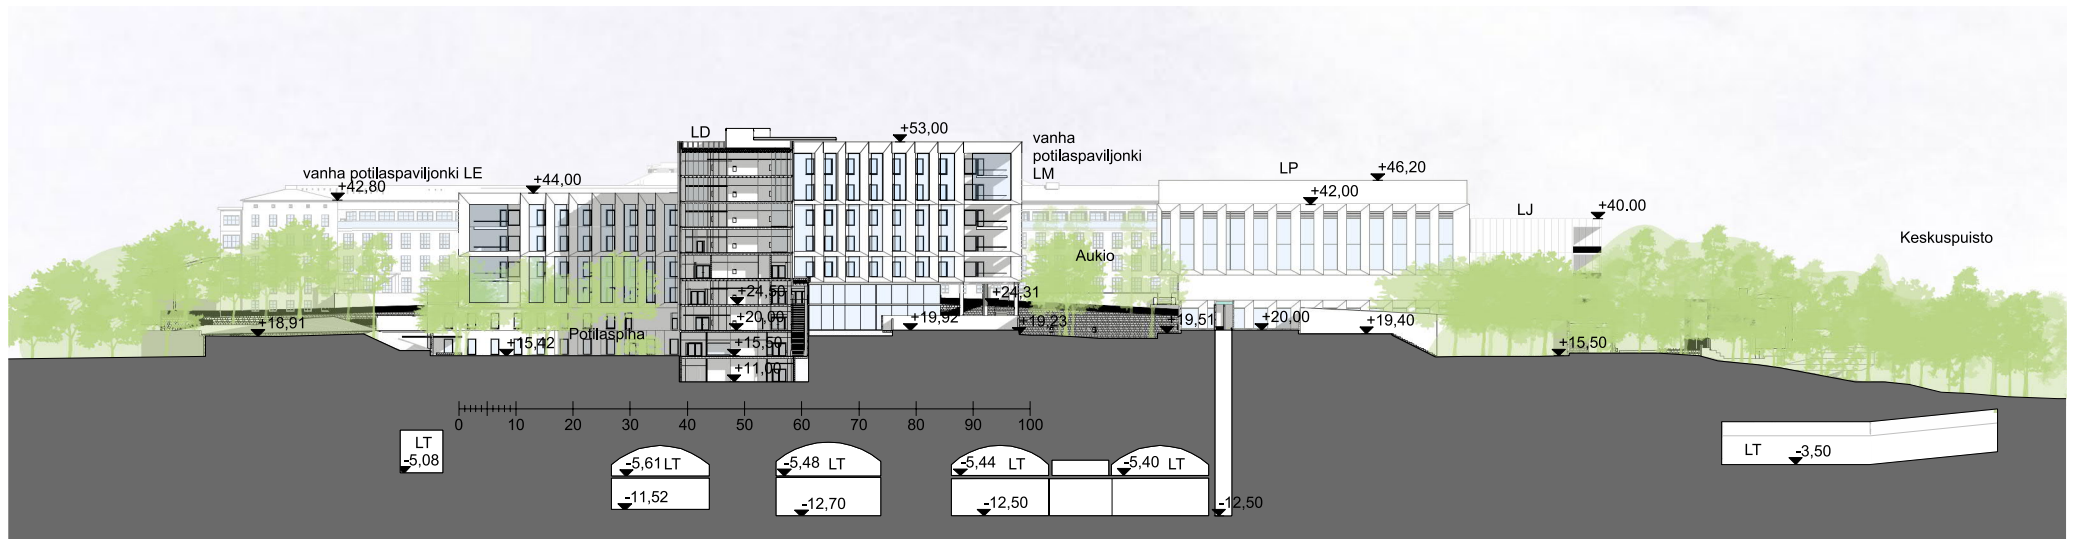 LD
+53,00
vanha
potilaspaviljonki
LM
vanha potilaspaviljonki LE
+42,80
+44,00
LP
+46,20
+42,00
LJ
+40.00
Keskuspuisto
Aukio
+24,50
+24,31
+18,91
Potilaspiha
+20,00
+19,92
+19,23
+19,51
+20,00
+19,40
+15,42
+15,50
+15,50
+11,00
0 10 20 30 40 50 60 70 80 90 100
LT
-5,08
-5,61 LT
-5,48 LT
-5,44 LT
-5,40 LT
LT -3,50
-11,52
-12,70
-12,50
-12,50